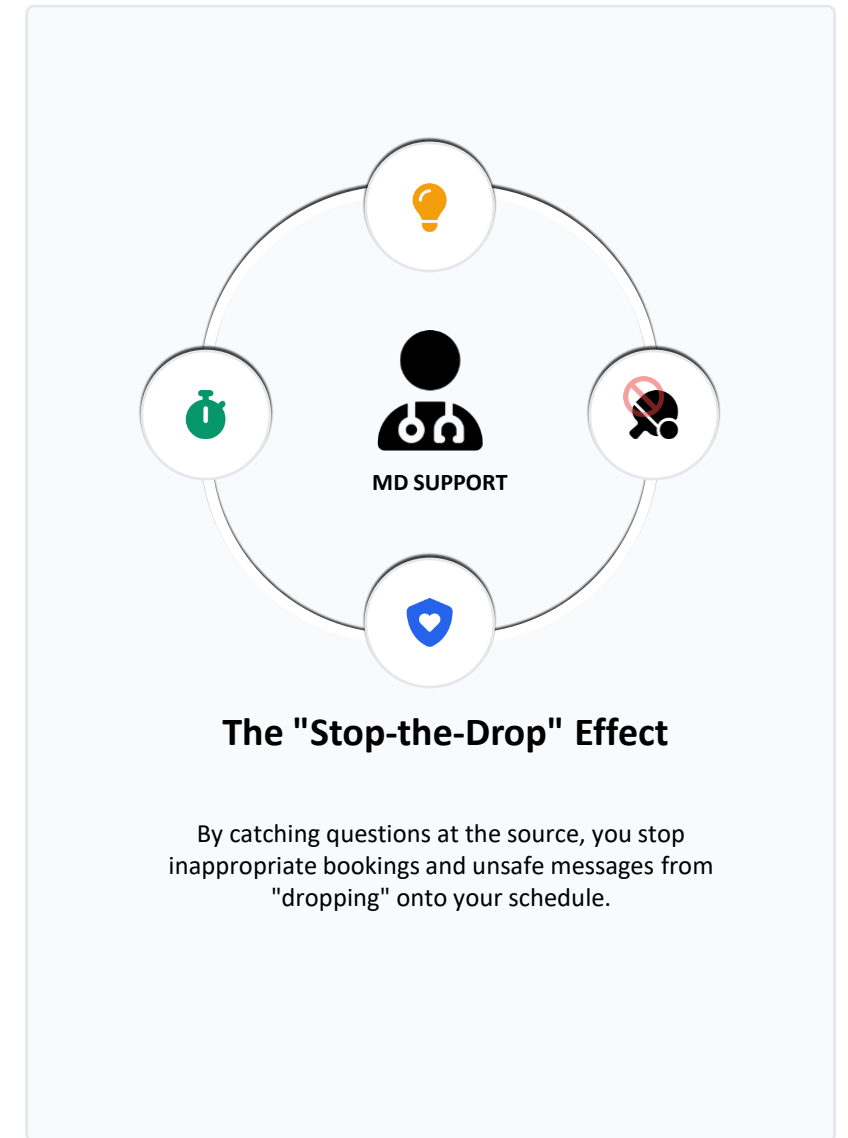 MD SUPPORT
The "Stop-the-Drop" Effect
By catching questions at the source, you stop
inappropriate bookings and unsafe messages from
"dropping" onto your schedule.